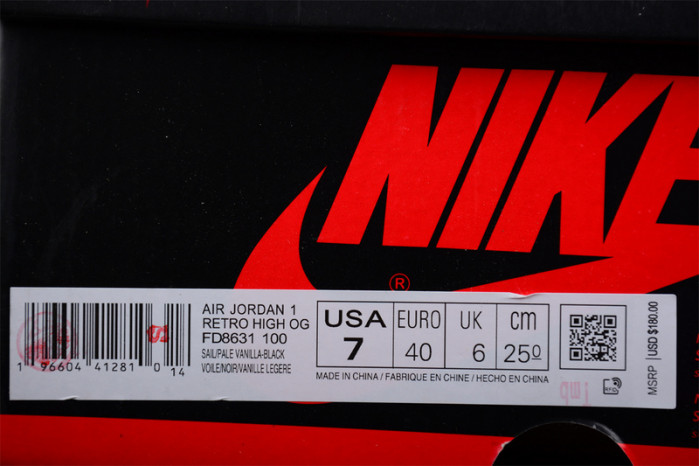 NIKE
®
AIR JORDAN 1
RETRO HIGH OG
FD8631 100
SAIL/PALE VANILLA-BLACK
VOILE/NOIR/VANILLE LEGERE
1 96604 41281 0 14
USA EURO UK cm
7 40 6 25º
MADE IN CHINA / FABRIQUE EN CHINE / HECHO EN CHINA
MSRP USD $180.00